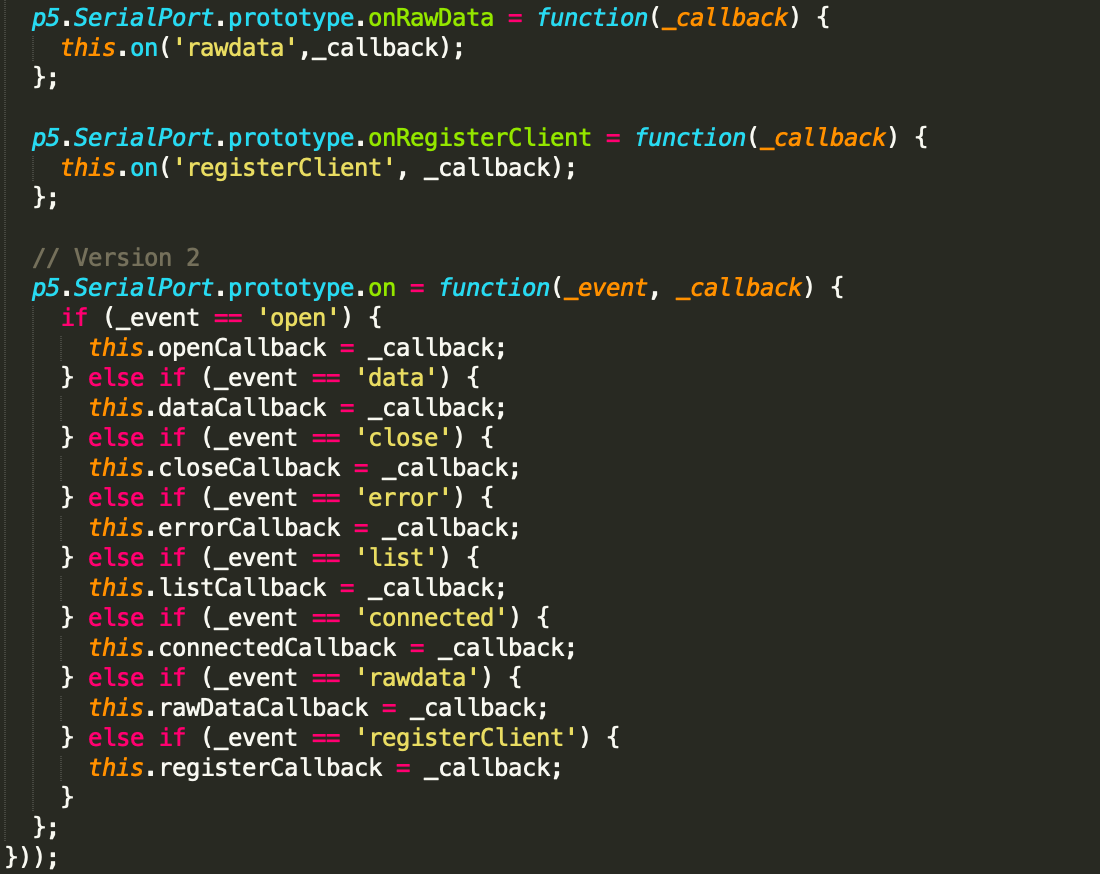 p5.SerialPort.prototype.onRawData = function(_callback) {
  this.on('rawdata',_callback);
};

p5.SerialPort.prototype.onRegisterClient = function(_callback) {
  this.on('registerClient', _callback);
};

// Version 2
p5.SerialPort.prototype.on = function(_event, _callback) {
  if (_event == 'open') {
    this.openCallback = _callback;
  } else if (_event == 'data') {
    this.dataCallback = _callback;
  } else if (_event == 'close') {
    this.closeCallback = _callback;
  } else if (_event == 'error') {
    this.errorCallback = _callback;
  } else if (_event == 'list') {
    this.listCallback = _callback;
  } else if (_event == 'connected') {
    this.connectedCallback = _callback;
  } else if (_event == 'rawdata') {
    this.rawDataCallback = _callback;
  } else if (_event == 'registerClient') {
    this.registerCallback = _callback;
  }
};
}));